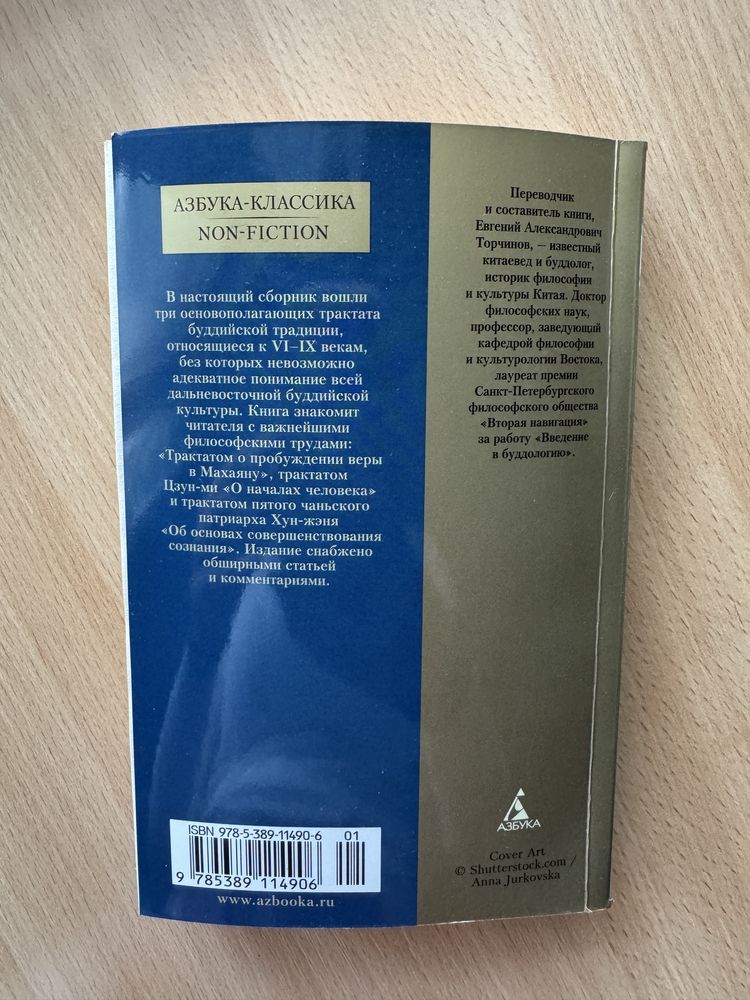 АЗБУКА-КЛАССИКА
NON-FICTION
В настоящий сборник вошли
три основополагающих трактата
буддийской традиции,
относящиеся к VI–IX векам,
без которых невозможно
адекватное понимание всей
дальневосточной буддийской
культуры. Книга знакомит
читателя с важнейшими
философскими трудами:
«Трактатом о пробуждении веры
в Махаяну», трактатом
Цзун-ми «О началах человека»
и трактатом пятого чаньского
патриарха Хун-жэня
«Об основах совершенствования
сознания». Издание снабжено
обширными статьей
и комментариями.
ISBN 978-5-389-11490-6
01
9 785389 114906
www.azbooka.ru
Переводчик
и составитель книги,
Евгений Александрович
Торчинов, — известный
китаевед и буддолог,
историк философии
и культуры Китая. Доктор
философских наук,
профессор, заведующий
кафедрой философии
и культурологии Востока,
лауреат премии
Санкт-Петербургского
философского общества
«Вторая навигация»
за работу «Введение
в буддологию».
АЗБУКА
Cover Art
© Shutterstock.com /
Anna Jurkovska